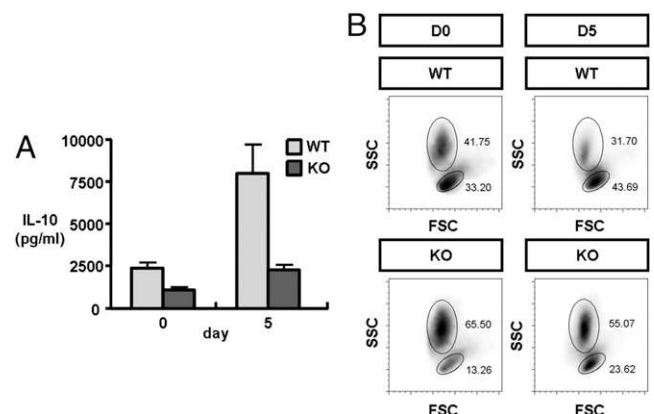 A
IL-10
(pg/ml)
10000
7500
5000
2500
0
WT
KO
0
5
day
B
D0
D5
WT
WT
SSC
41.75
33.20
FSC
SSC
31.70
43.69
FSC
KO
KO
SSC
65.50
13.26
FSC
SSC
55.07
23.62
FSC